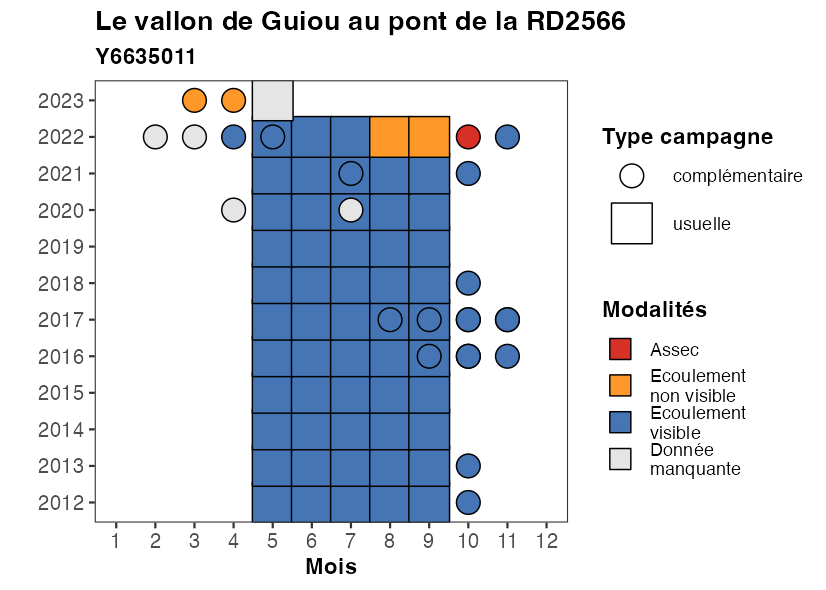 Le vallon de Guiou au pont de la RD2566
Y6635011
2023
2022
2021
2020
2019
2018
2017
2016
2015
2014
2013
2012
1 2 3 4 5 6 7 8 9 10 11 12
Mois
Type campagne
complémentaire
usuelle
Modalités
Assec
Ecoulement
non visible
Ecoulement
visible
Donnée
manquante